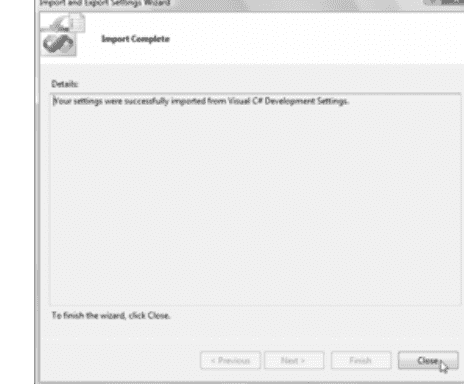 Import and Export Settings Wizard
Import Complete
Details:
Your settings were successfully imported from Visual C# Development Settings.
To finish the wizard, click Close.
< Previous
Next >
Finish
Close